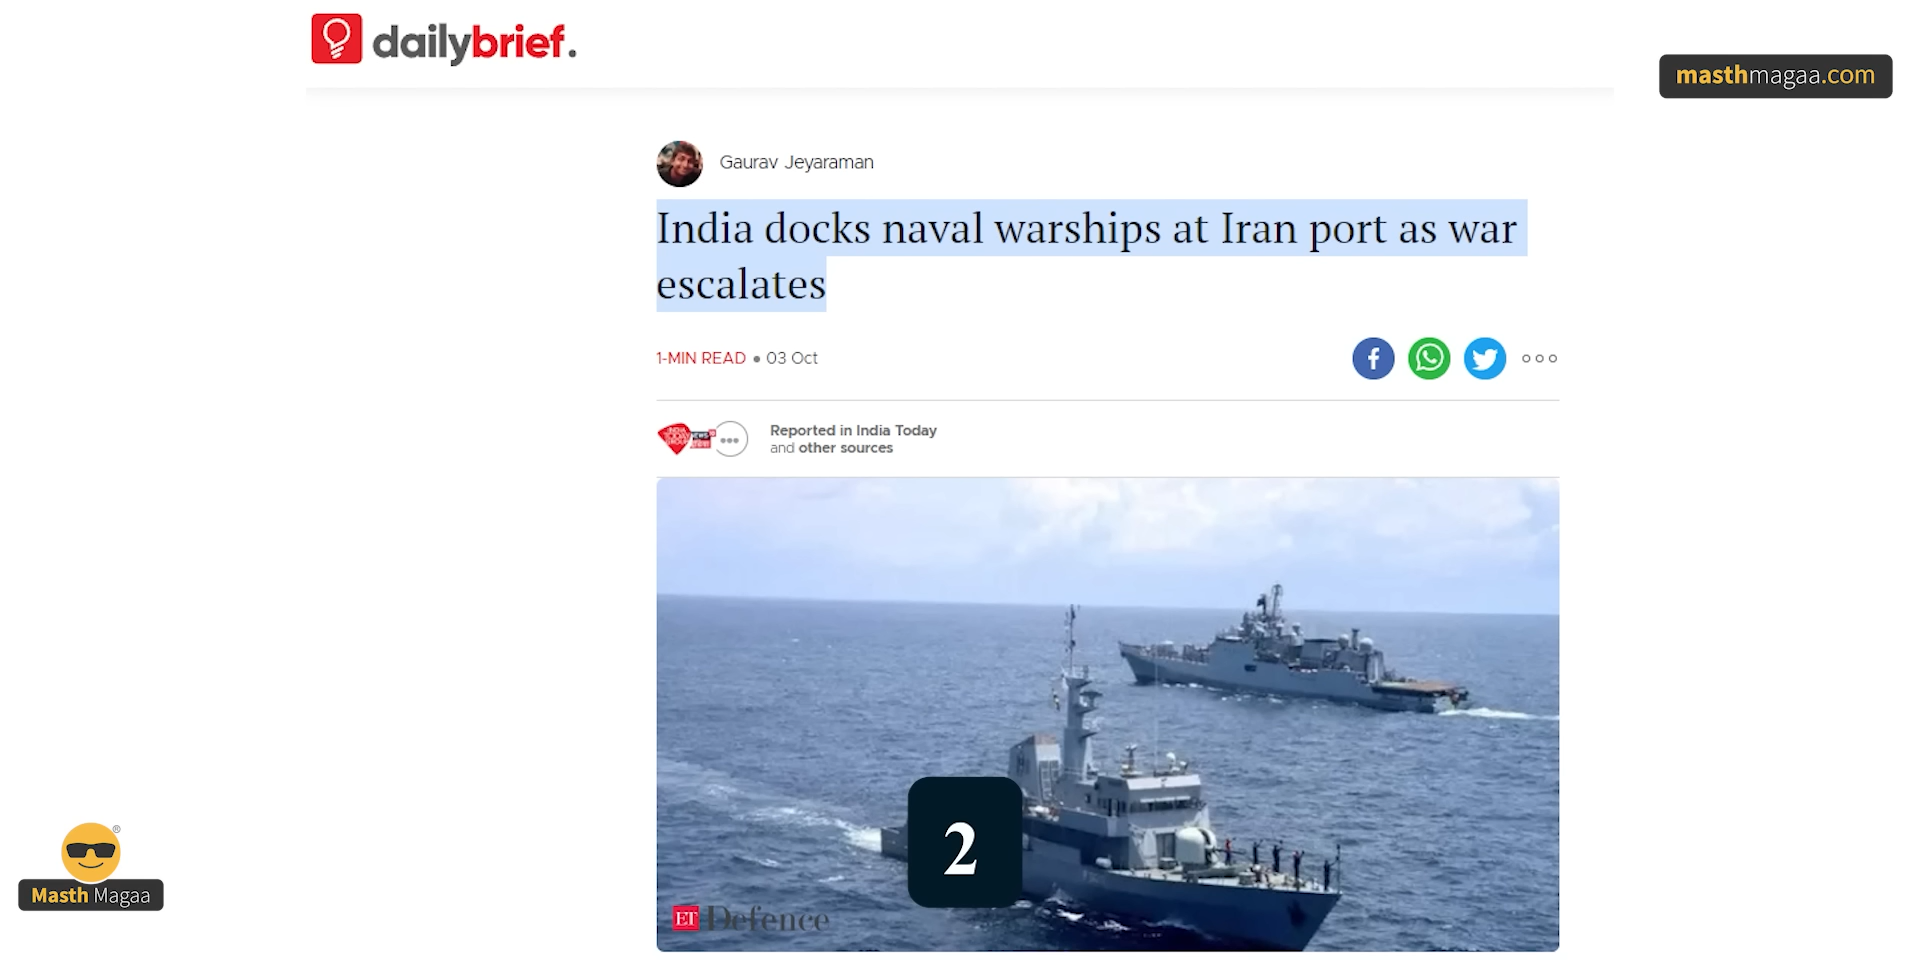 dailybrief.
masthmagaa.com
Gaurav Jeyaraman
India docks naval warships at Iran port as war
escalates
1-MIN READ • 03 Oct
Reported in India Today
and other sources
2
ET Defence
Masth Magaa